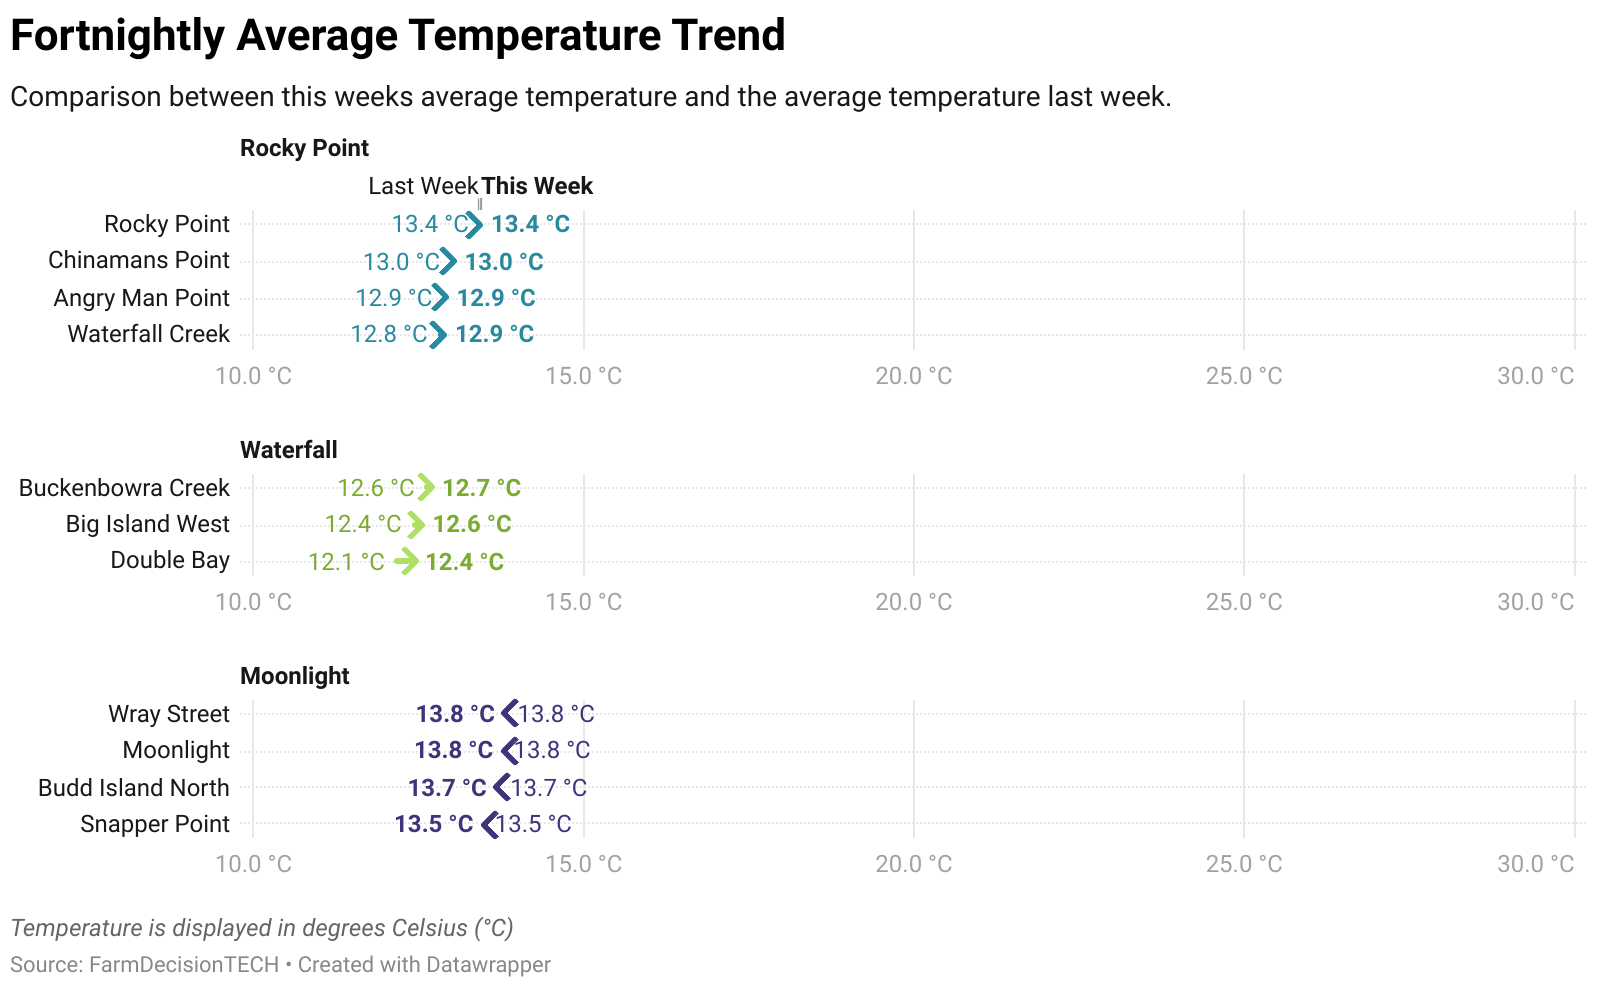 Fortnightly Average Temperature Trend
Comparison between this weeks average temperature and the average temperature last week.
Rocky Point
Last Week This Week
Rocky Point 13.4 °C 13.4 °C
Chinamans Point 13.0 °C 13.0 °C
Angry Man Point 12.9 °C 12.9 °C
Waterfall Creek 12.8 °C 12.9 °C
10.0 °C 15.0 °C 20.0 °C 25.0 °C 30.0 °C
Waterfall
Buckenbowra Creek 12.6 °C 12.7 °C
Big Island West 12.4 °C 12.6 °C
Double Bay 12.1 °C 12.4 °C
10.0 °C 15.0 °C 20.0 °C 25.0 °C 30.0 °C
Moonlight
Wray Street 13.8 °C 13.8 °C
Moonlight 13.8 °C 13.8 °C
Budd Island North 13.7 °C 13.7 °C
Snapper Point 13.5 °C 13.5 °C
10.0 °C 15.0 °C 20.0 °C 25.0 °C 30.0 °C
Temperature is displayed in degrees Celsius (°C)
Source: FarmDecisionTECH • Created with Datawrapper